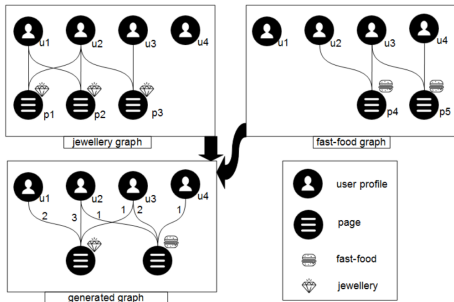 u1 u2 u3 u4
p1 p2 p3
jewellery graph
u1 u2 u3 u4
p4 p5
fast-food graph
u1 u2 u3 u4
2 3 1 1 2 1
generated graph
user profile
page
fast-food
jewellery